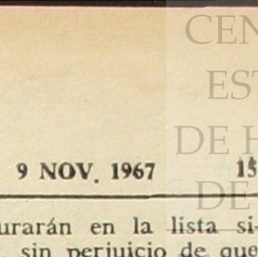 CEN
EST
DE H
9 NOV. 1967 15
DE
urarán en la lista si-
sin perjuicio de que